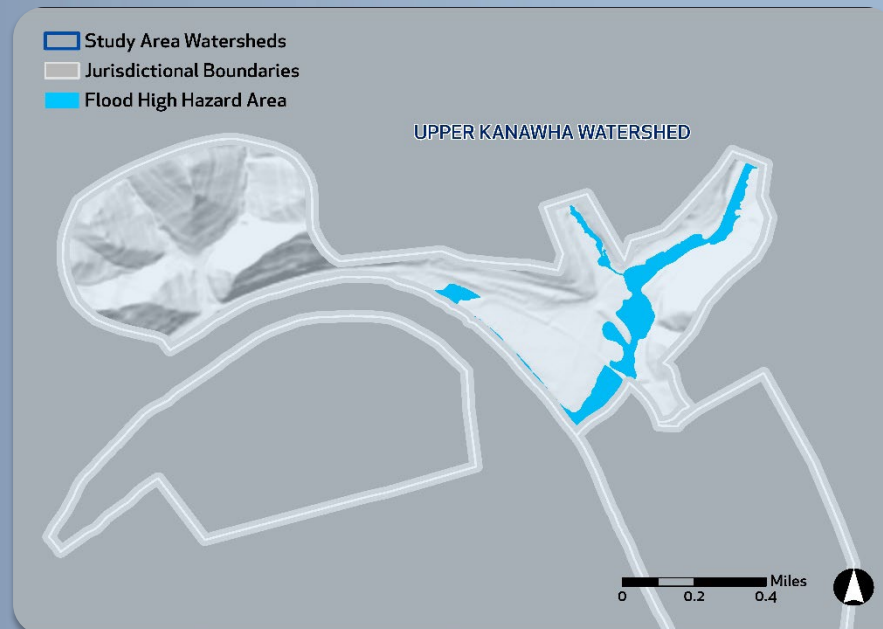 Study Area Watersheds
Jurisdictional Boundaries
Flood High Hazard Area
UPPER KANAWHA WATERSHED
Miles
0 0.2 0.4